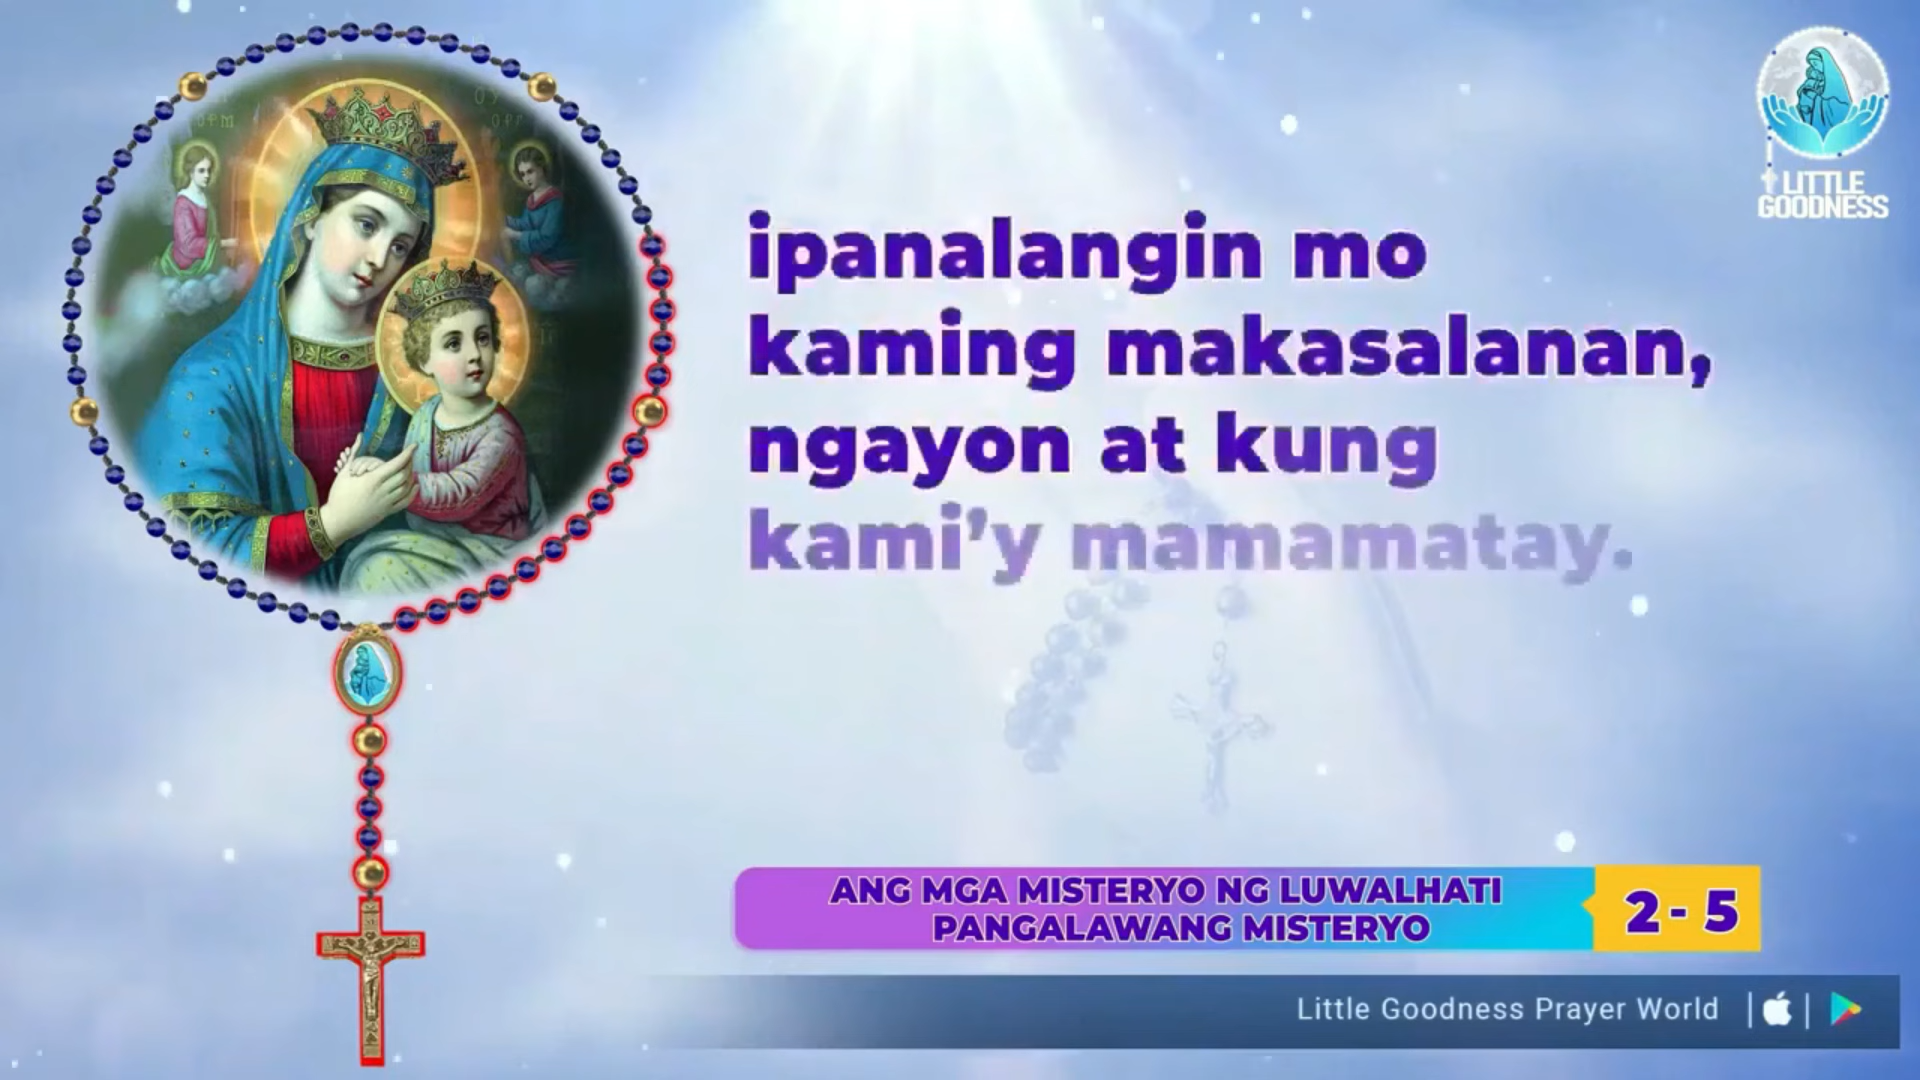 LITTLE
GOODNESS
ipanalangin mo
kaming makasalanan,
ngayon at kung
kami’y mamamatay.
ANG MGA MISTERYO NG LUWALHATI
PANGALAWANG MISTERYO
2 - 5
Little Goodness Prayer World